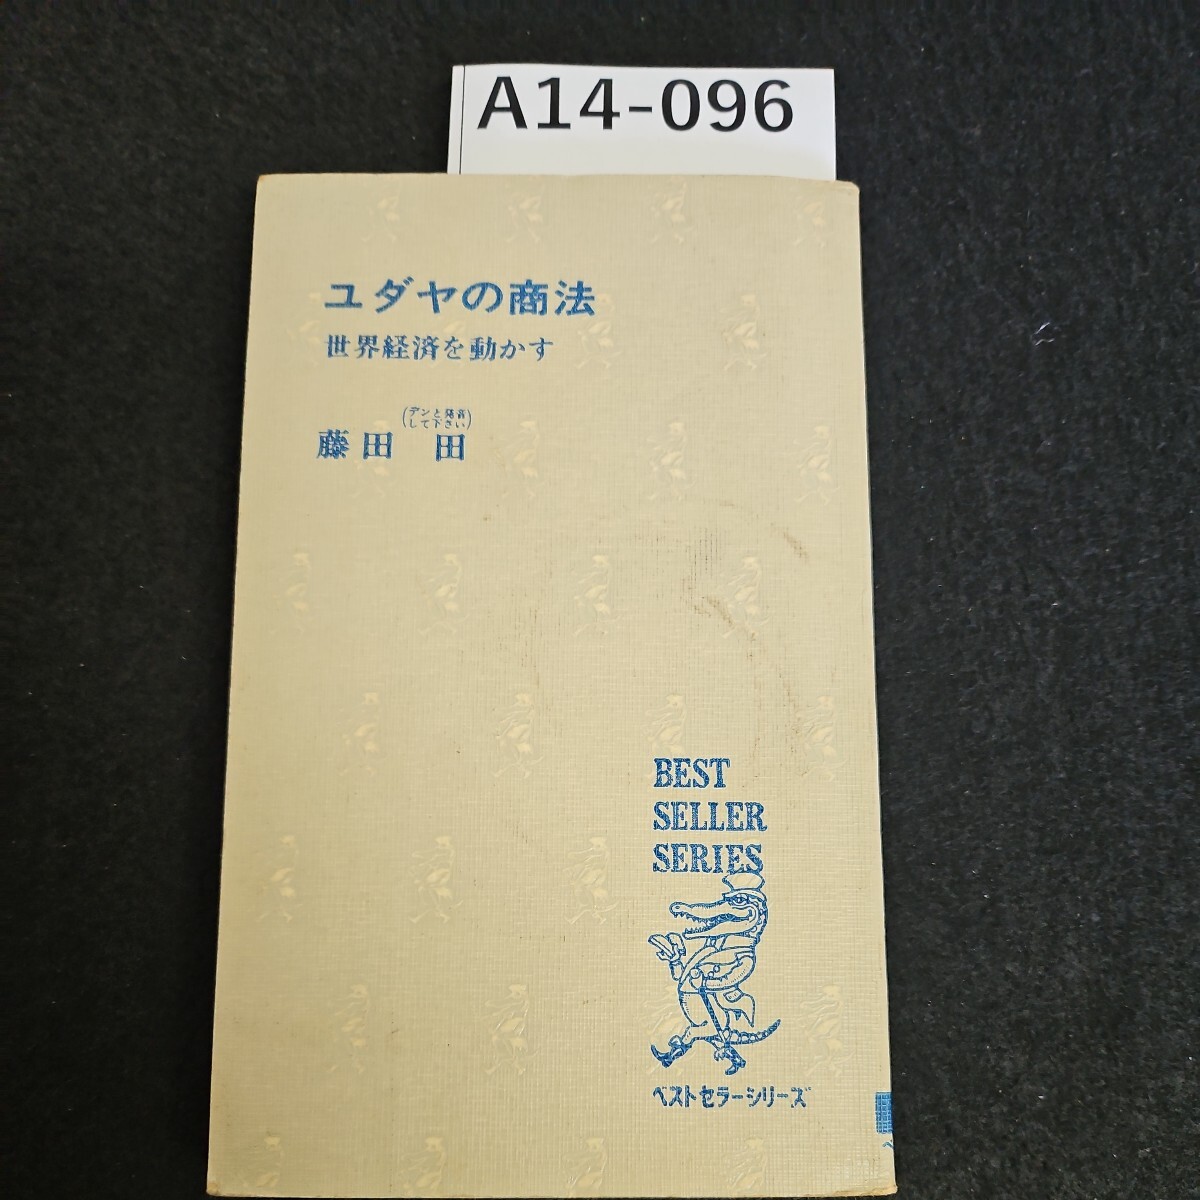 A14-096
ユダヤの商法
世界経済を動かす
(デンと発音
して下さい)
藤田 田
BEST
SELLER
SERIES
ベストセラーシリーズ